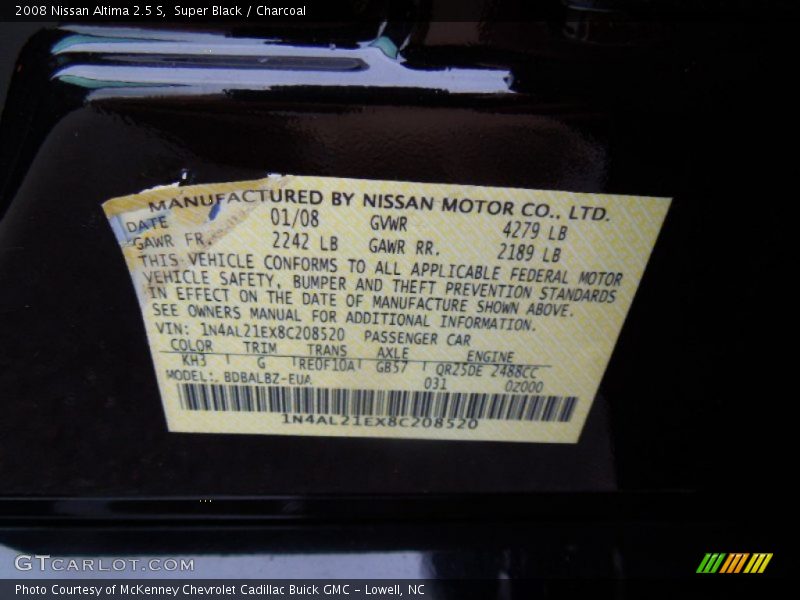 2008 Nissan Altima 2.5 S, Super Black / Charcoal
MANUFACTURED BY NISSAN MOTOR CO., LTD.
DATE 01/08 GVWR 4279 LB
GAWR FR. 2242 LB GAWR RR. 2189 LB
THIS VEHICLE CONFORMS TO ALL APPLICABLE FEDERAL MOTOR
VEHICLE SAFETY, BUMPER AND THEFT PREVENTION STANDARDS
IN EFFECT ON THE DATE OF MANUFACTURE SHOWN ABOVE.
SEE OWNERS MANUAL FOR ADDITIONAL INFORMATION.
VIN: 1N4AL21EX8C208520 PASSENGER CAR
COLOR TRIM TRANS AXLE ENGINE
KH3 G RE0F10A GB57 QR25DE 2488CC
MODEL: BDBALBZ-EUA 031 0Z000
1N4AL21EX8C208520
GTCARLOT.COM
Photo Courtesy of McKenney Chevrolet Cadillac Buick GMC - Lowell, NC